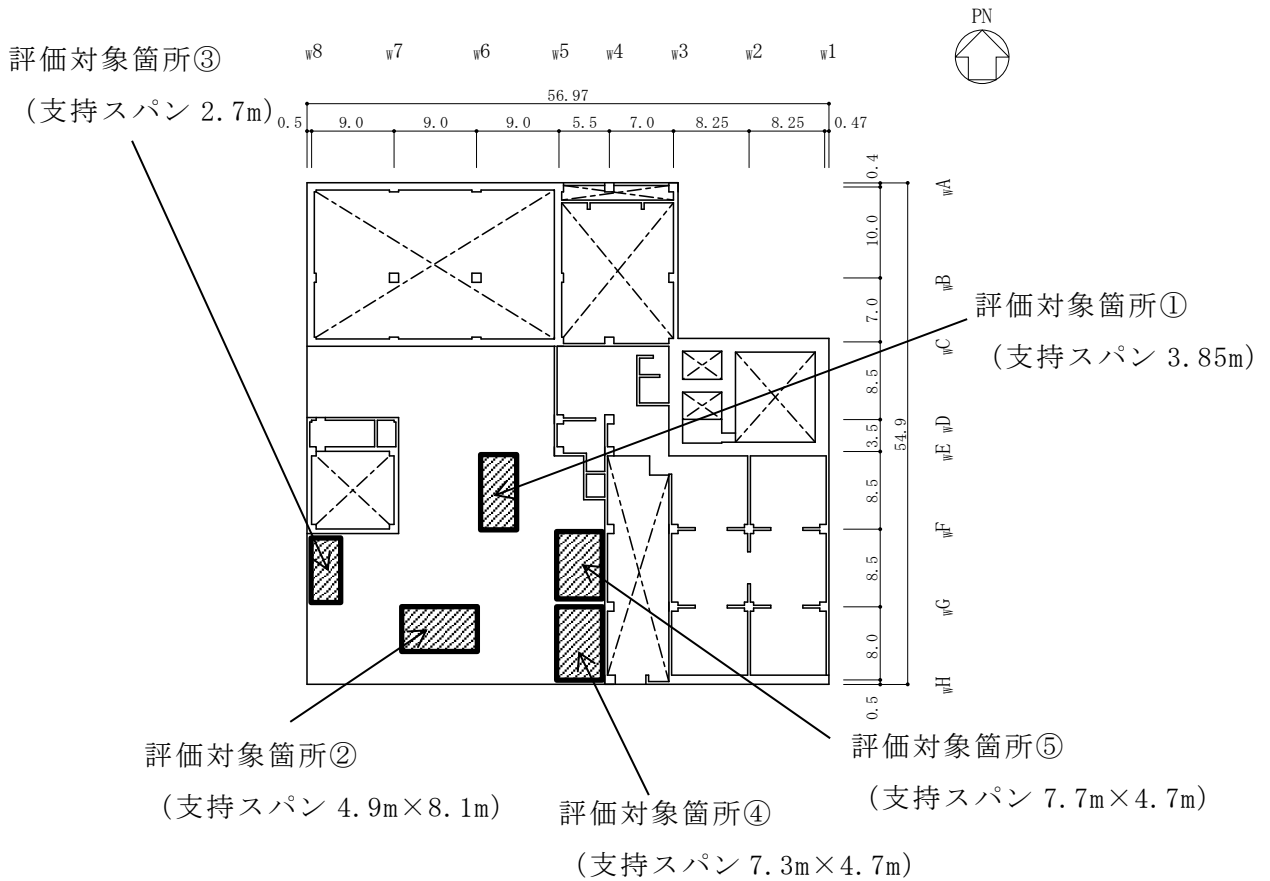 PN
評価対象箇所③
(支持スパン 2.7m)
w8 w7 w6 w5 w4 w3 w2 w1
56.97
0.5 9.0 9.0 9.0 5.5 7.0 8.25 8.25 0.47
0.4 10.0 7.0 8.5 3.5 8.5 8.5 8.0 0.5
54.9
wA
wB
wC
wD
wE
wF
wG
wH
評価対象箇所①
(支持スパン 3.85m)
評価対象箇所②
(支持スパン 4.9m×8.1m)
評価対象箇所⑤
(支持スパン 7.7m×4.7m)
評価対象箇所④
(支持スパン 7.3m×4.7m)